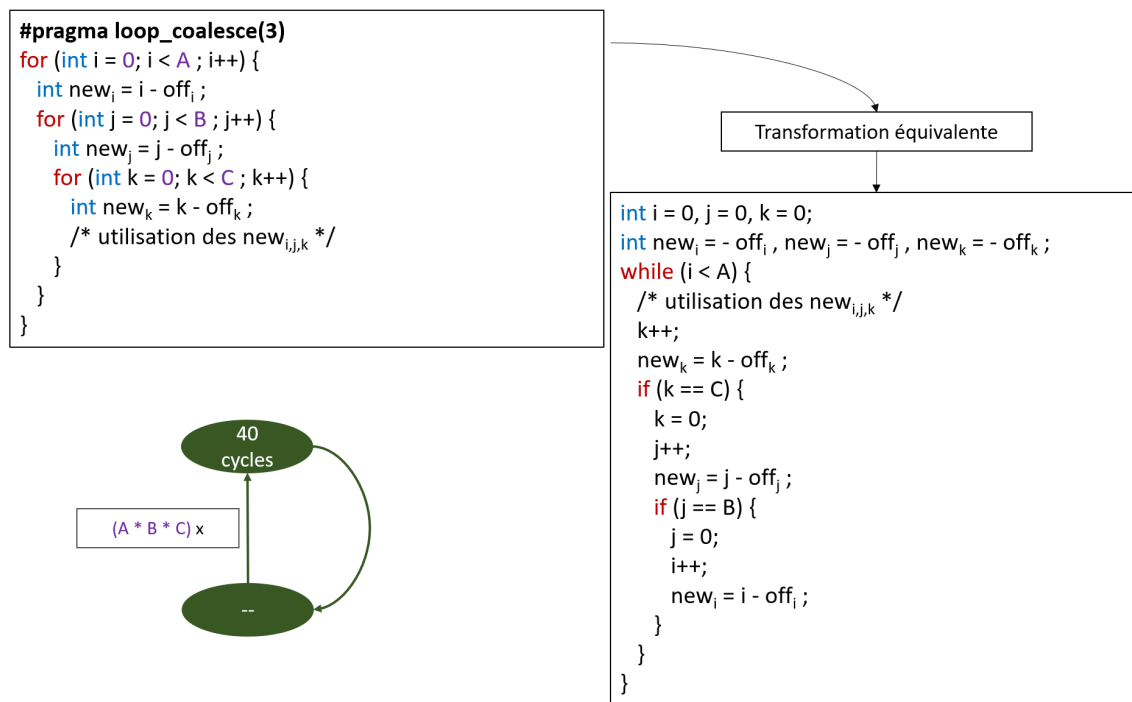 #pragma loop_coalesce(3)
for (int i = 0; i < A ; i++) {
int newᵢ = i - offᵢ ;
for (int j = 0; j < B ; j++) {
int newⱼ = j - offⱼ ;
for (int k = 0; k < C ; k++) {
int newₖ = k - offₖ ;
/* utilisation des new i,j,k */
}
}
}
Transformation équivalente
int i = 0, j = 0, k = 0;
int newᵢ = - offᵢ , newⱼ = - offⱼ , newₖ = - offₖ ;
while (i < A) {
/* utilisation des new i,j,k */
k++;
newₖ = k - offₖ ;
if (k == C) {
k = 0;
j++;
newⱼ = j - offⱼ ;
if (j == B) {
j = 0;
i++;
newᵢ = i - offᵢ ;
}
}
}
40
cycles
(A * B * C) x
--